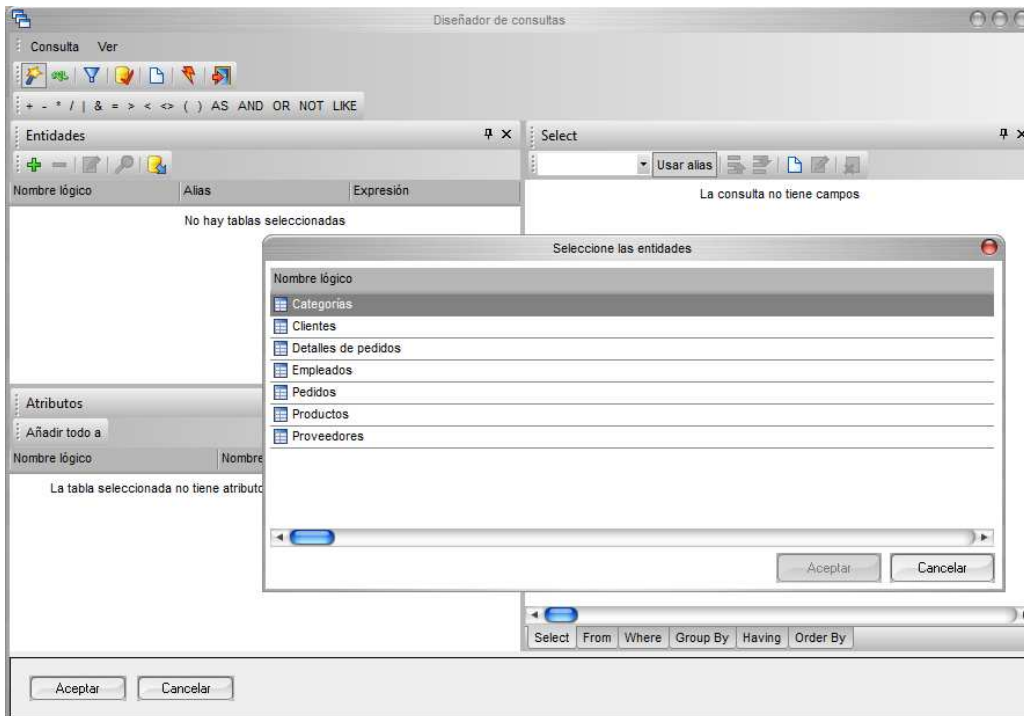 Diseñador de consultas
Consulta Ver
sql
+ - * / | & = > < <> ( ) AS AND OR NOT LIKE
Entidades
Nombre lógico Alias Expresión
No hay tablas seleccionadas
Select
Usar alias
La consulta no tiene campos
Seleccione las entidades
Nombre lógico
Categorías
Clientes
Detalles de pedidos
Empleados
Pedidos
Productos
Proveedores
Aceptar Cancelar
Atributos
Añadir todo a
Nombre lógico Nombre
La tabla seleccionada no tiene atributo
Select From Where Group By Having Order By
Aceptar Cancelar